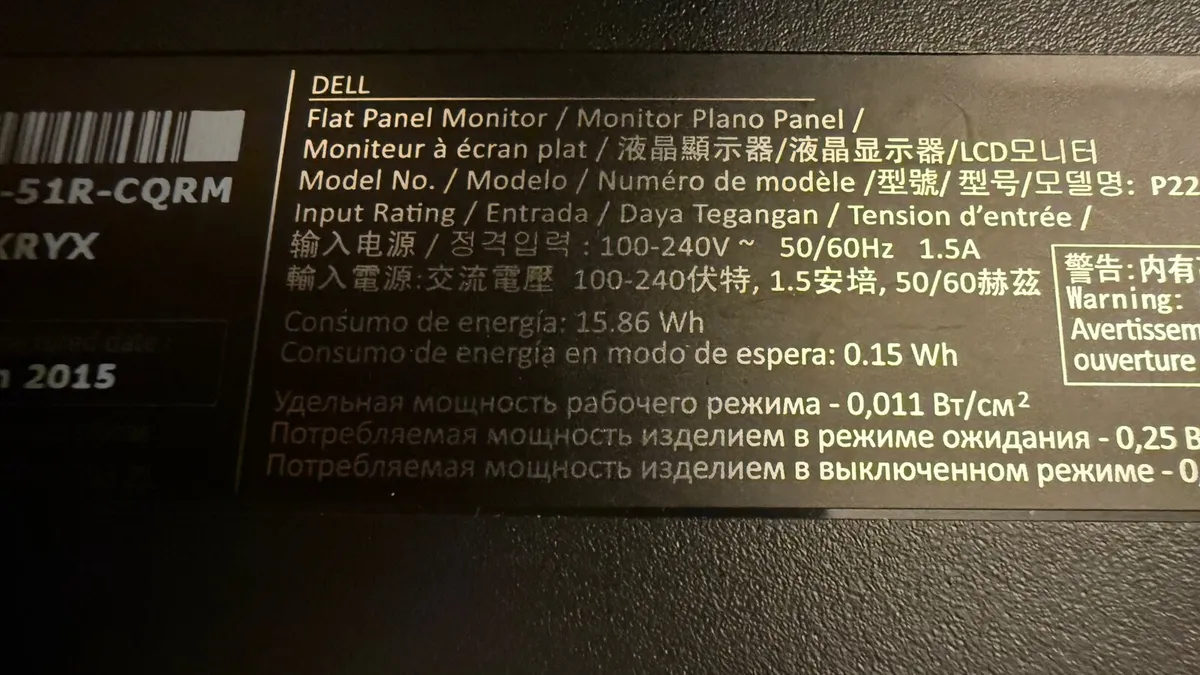 -51R-CQRM
KRYX
2015
DELL
Flat Panel Monitor / Monitor Plano Panel /
Moniteur à écran plat / 液晶顯示器/液晶显示器/LCD모니터
Model No. / Modelo / Numéro de modèle /型號/ 型号/모델명: P22
Input Rating / Entrada / Daya Tegangan / Tension d'entrée /
输入电源 / 정격입력 : 100-240V ~ 50/60Hz 1.5A
輸入電源:交流電壓 100-240伏特, 1.5安培, 50/60赫茲
Consumo de energía: 15.86 Wh
Consumo de energía en modo de espera: 0.15 Wh
Удельная мощность рабочего режима - 0,011 Вт/см²
Потребляемая мощность изделием в режиме ожидания - 0,25 В
Потребляемая мощность изделием в выключенном режиме - 0,
警告:内有
Warning:
Avertissem
ouverture